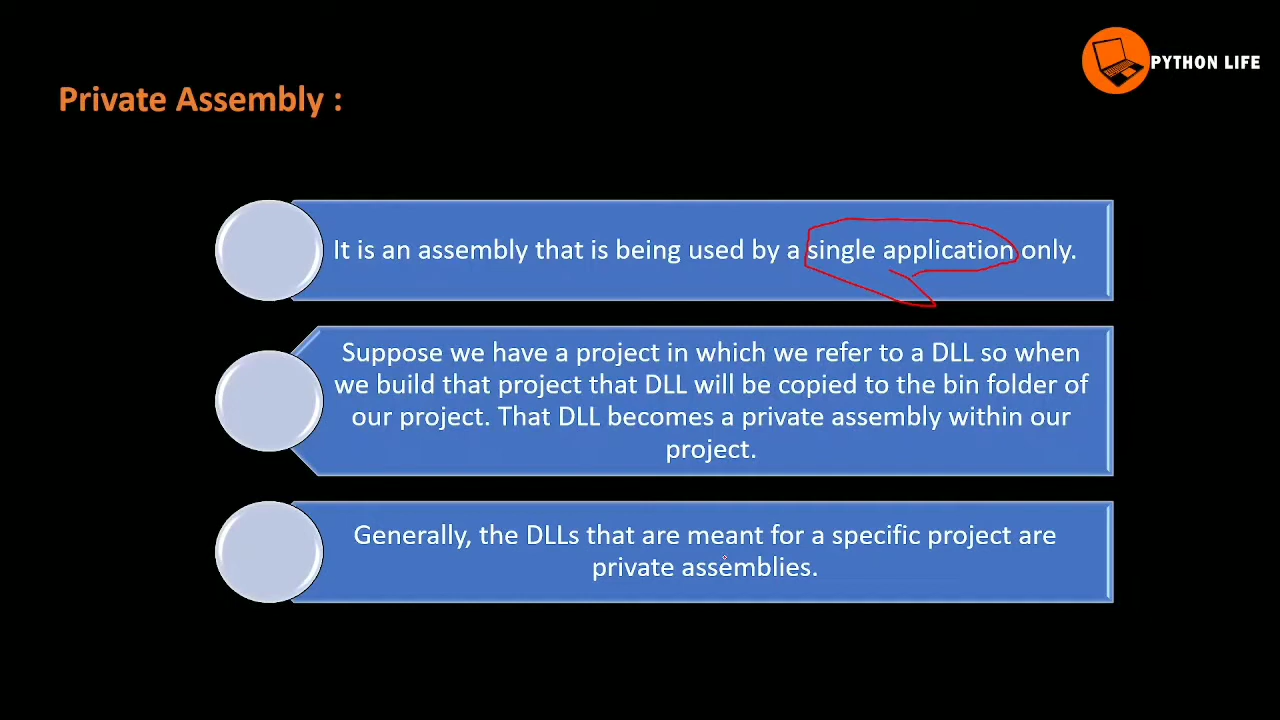 PYTHON LIFE
Private Assembly :
It is an assembly that is being used by a single application only.
Suppose we have a project in which we refer to a DLL so when
we build that project that DLL will be copied to the bin folder of
our project. That DLL becomes a private assembly within our
project.
Generally, the DLLs that are meant for a specific project are
private assemblies.